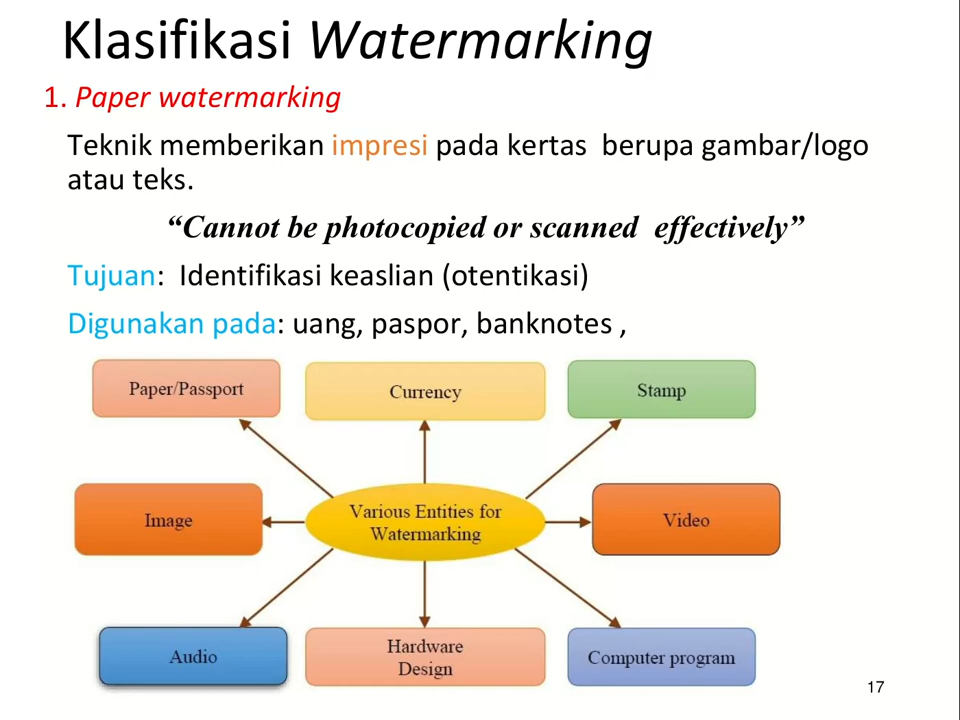 Klasifikasi Watermarking
1. Paper watermarking
Teknik memberikan impresi pada kertas berupa gambar/logo
atau teks.
“Cannot be photocopied or scanned effectively”
Tujuan: Identifikasi keaslian (otentikasi)
Digunakan pada: uang, paspor, banknotes ,
Paper/Passport
Currency
Stamp
Image
Various Entities for
Watermarking
Video
Audio
Hardware
Design
Computer program
17